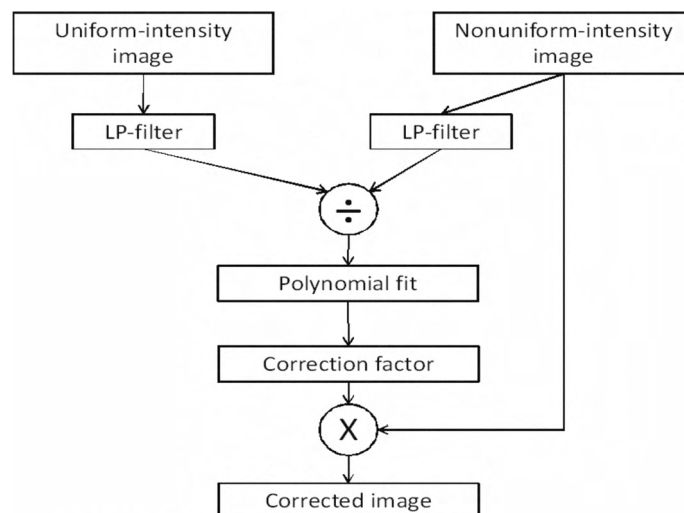 Uniform-intensity
image
Nonuniform-intensity
image
LP-filter
LP-filter
÷
Polynomial fit
Correction factor
X
Corrected image